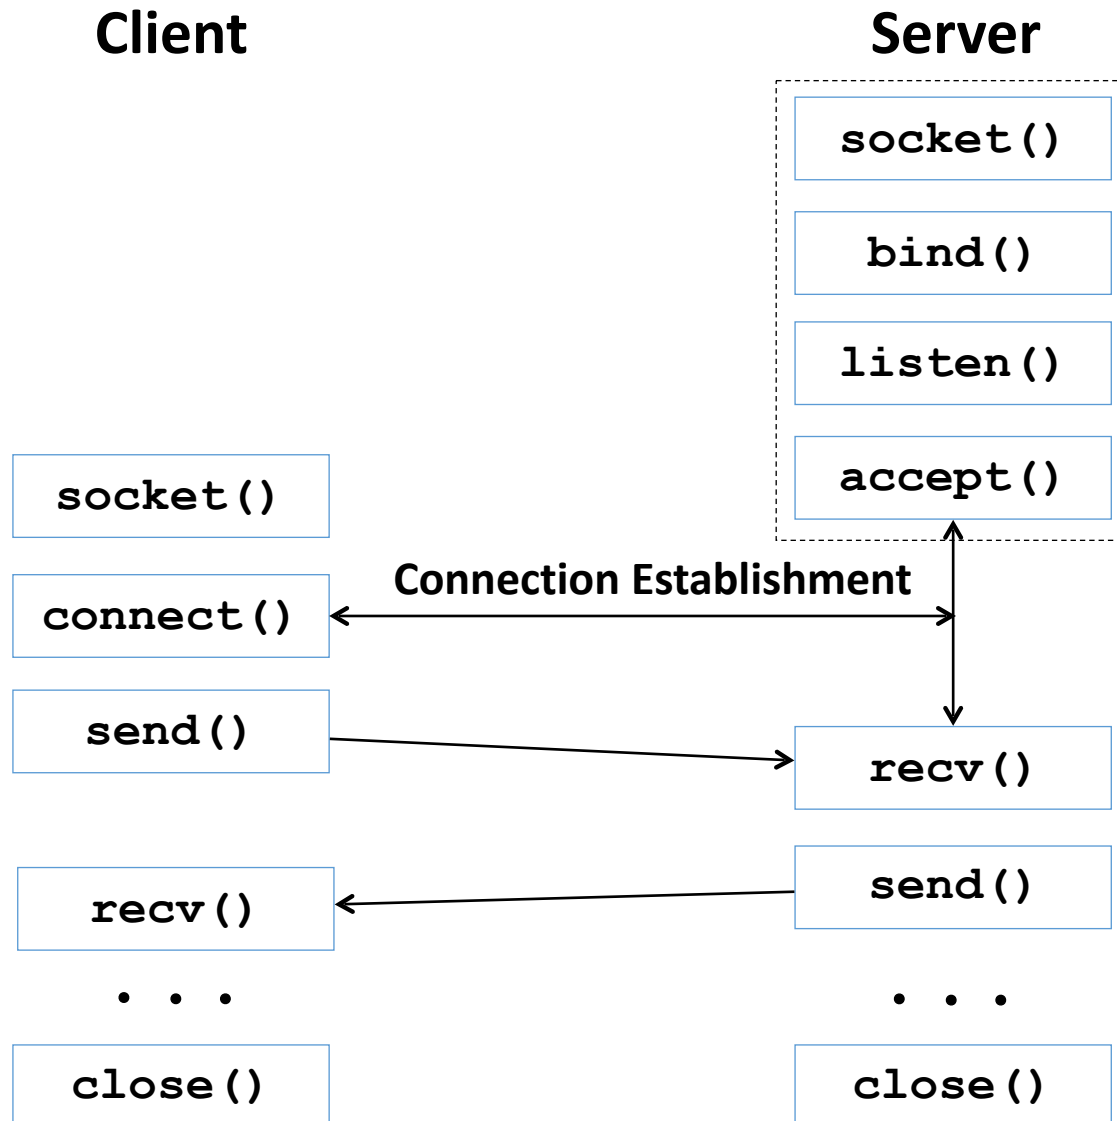 Client
Server
socket()
bind()
listen()
accept()
socket()
Connection Establishment
connect()
send()
recv()
send()
recv()
. . .
. . .
close()
close()